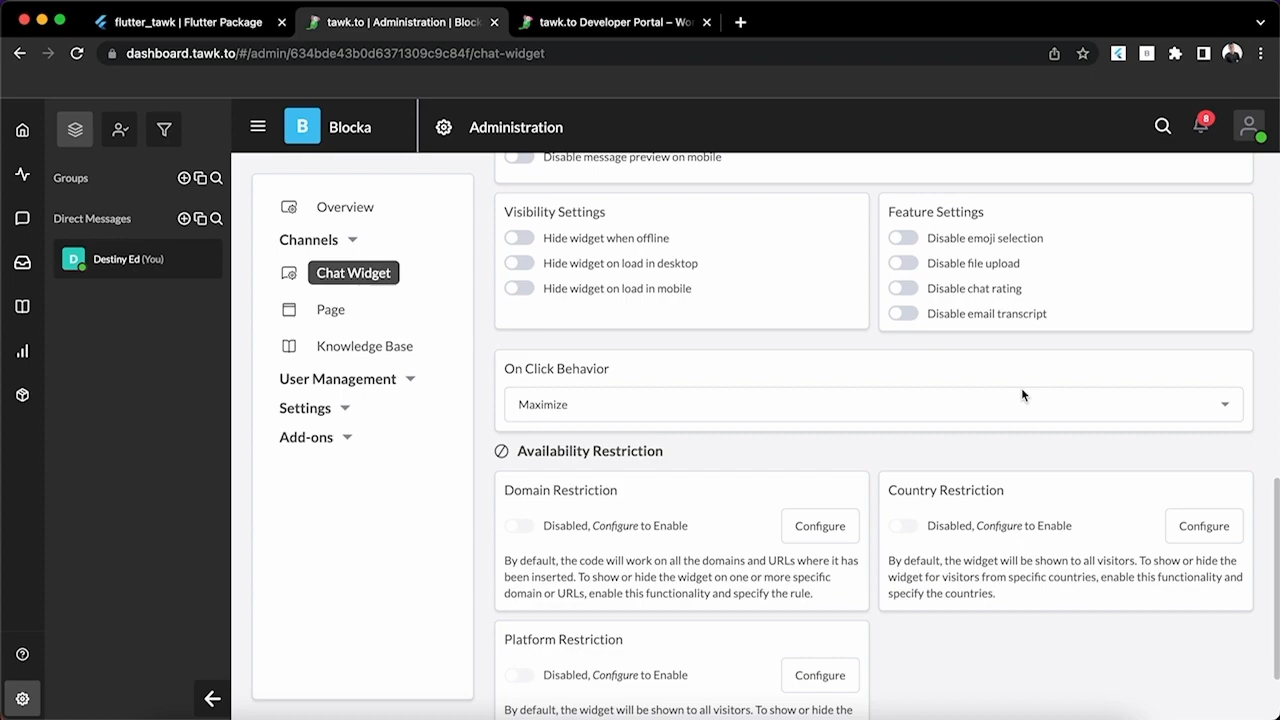 flutter_tawk | Flutter Package
tawk.to | Administration | Block
tawk.to Developer Portal – Wo
dashboard.tawk.to/#/admin/634bde43b0d6371309c9c84f/chat-widget
B
Blocka
Administration
8
Groups
Direct Messages
D
Destiny Ed (You)
Overview
Channels
Chat Widget
Page
Knowledge Base
User Management
Settings
Add-ons
Disable message preview on mobile
Visibility Settings
Hide widget when offline
Hide widget on load in desktop
Hide widget on load in mobile
Feature Settings
Disable emoji selection
Disable file upload
Disable chat rating
Disable email transcript
On Click Behavior
Maximize
Availability Restriction
Domain Restriction
Disabled, Configure to Enable
Configure
By default, the code will work on all the domains and URLs where it has
been inserted. To show or hide the widget on one or more specific
domain or URLs, enable this functionality and specify the rule.
Country Restriction
Disabled, Configure to Enable
Configure
By default, the widget will be shown to all visitors. To show or hide the
widget for visitors from specific countries, enable this functionality and
specify the countries.
Platform Restriction
Disabled, Configure to Enable
Configure
By default, the widget will be shown to all visitors. To show or hide the